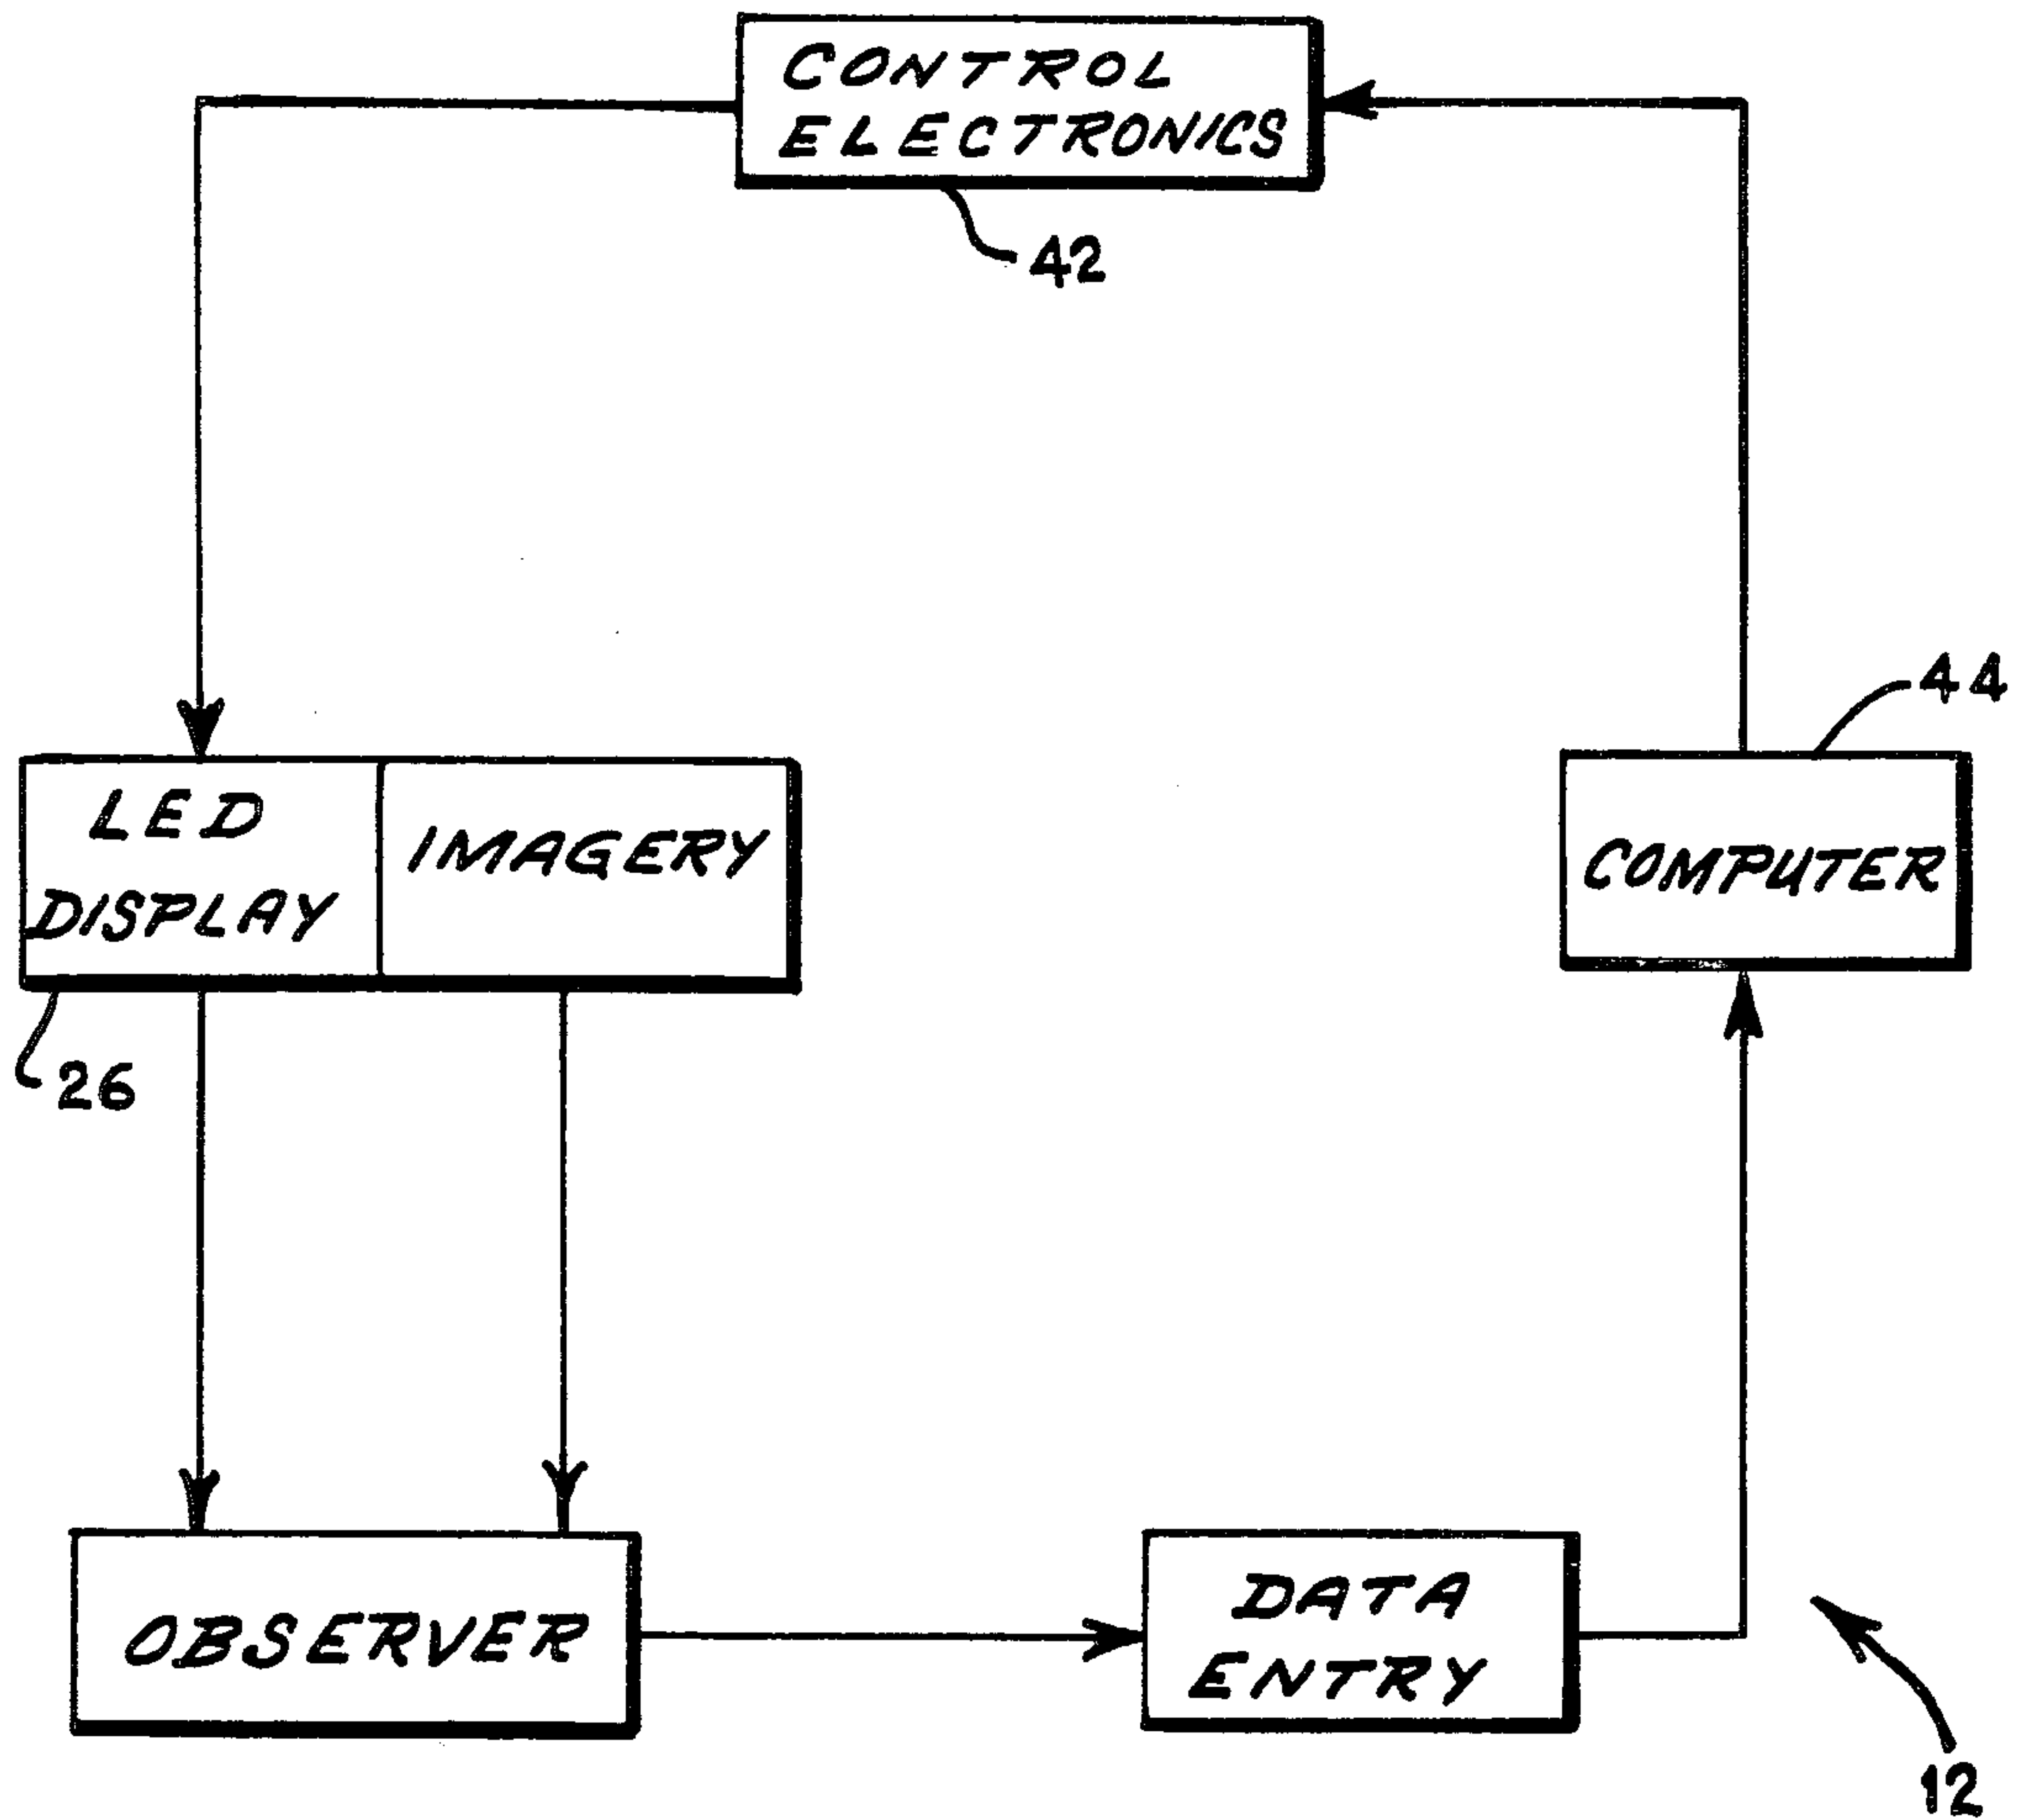 CONTROL
ELECTRONICS
42
44
LED
DISPLAY
IMAGERY
COMPUTER
26
OBSERVER
DATA
ENTRY
12